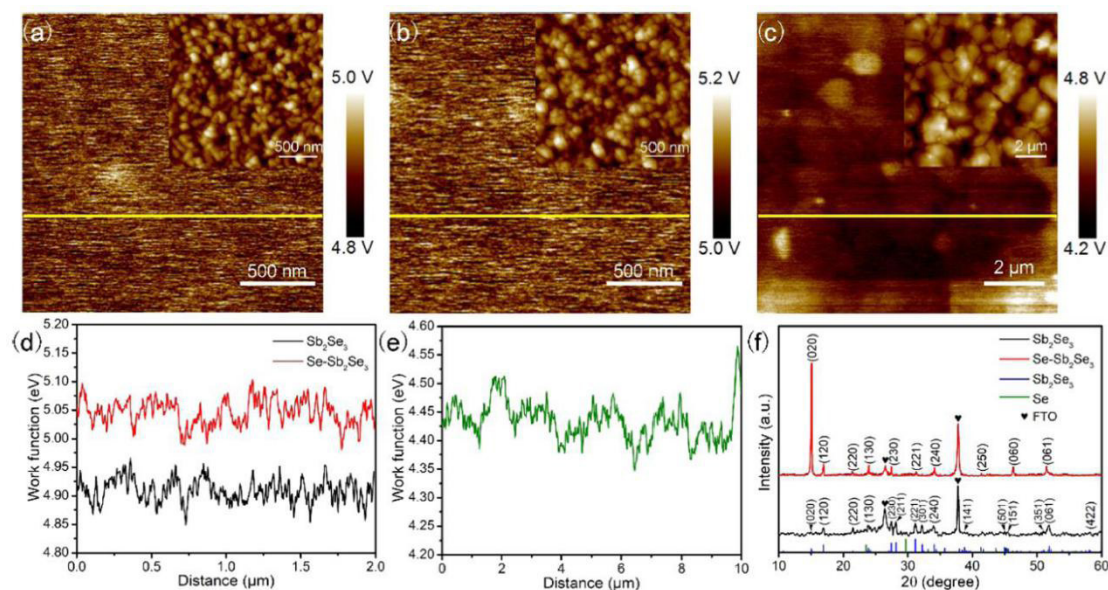 (a)
5.0 V
4.8 V
500 nm
500 nm
(b)
5.2 V
5.0 V
500 nm
500 nm
(c)
4.8 V
4.2 V
2 µm
2 µm
(d)
Sb₂Se₃
Se-Sb₂Se₃
Work function (eV)
5.20
5.15
5.10
5.05
5.00
4.95
4.90
4.85
4.80
0.0 0.5 1.0 1.5 2.0
Distance (µm)
(e)
Work function (eV)
4.60
4.55
4.50
4.45
4.40
4.35
4.30
0 2 4 6 8 10
Distance (µm)
(f)
Sb₂Se₃
Se-Sb₂Se₃
Sb₂Se₃
Se
♥ FTO
Intensity (a.u.)
(020) (120) (220) (130) (230) (221) (240) (250) (060) (061)
(020) (120) (220) (130) (230) (211) (221) (301) (240) (141) (501) (151) (351) (061) (422)
10 20 30 40 50 60
2θ (degree)